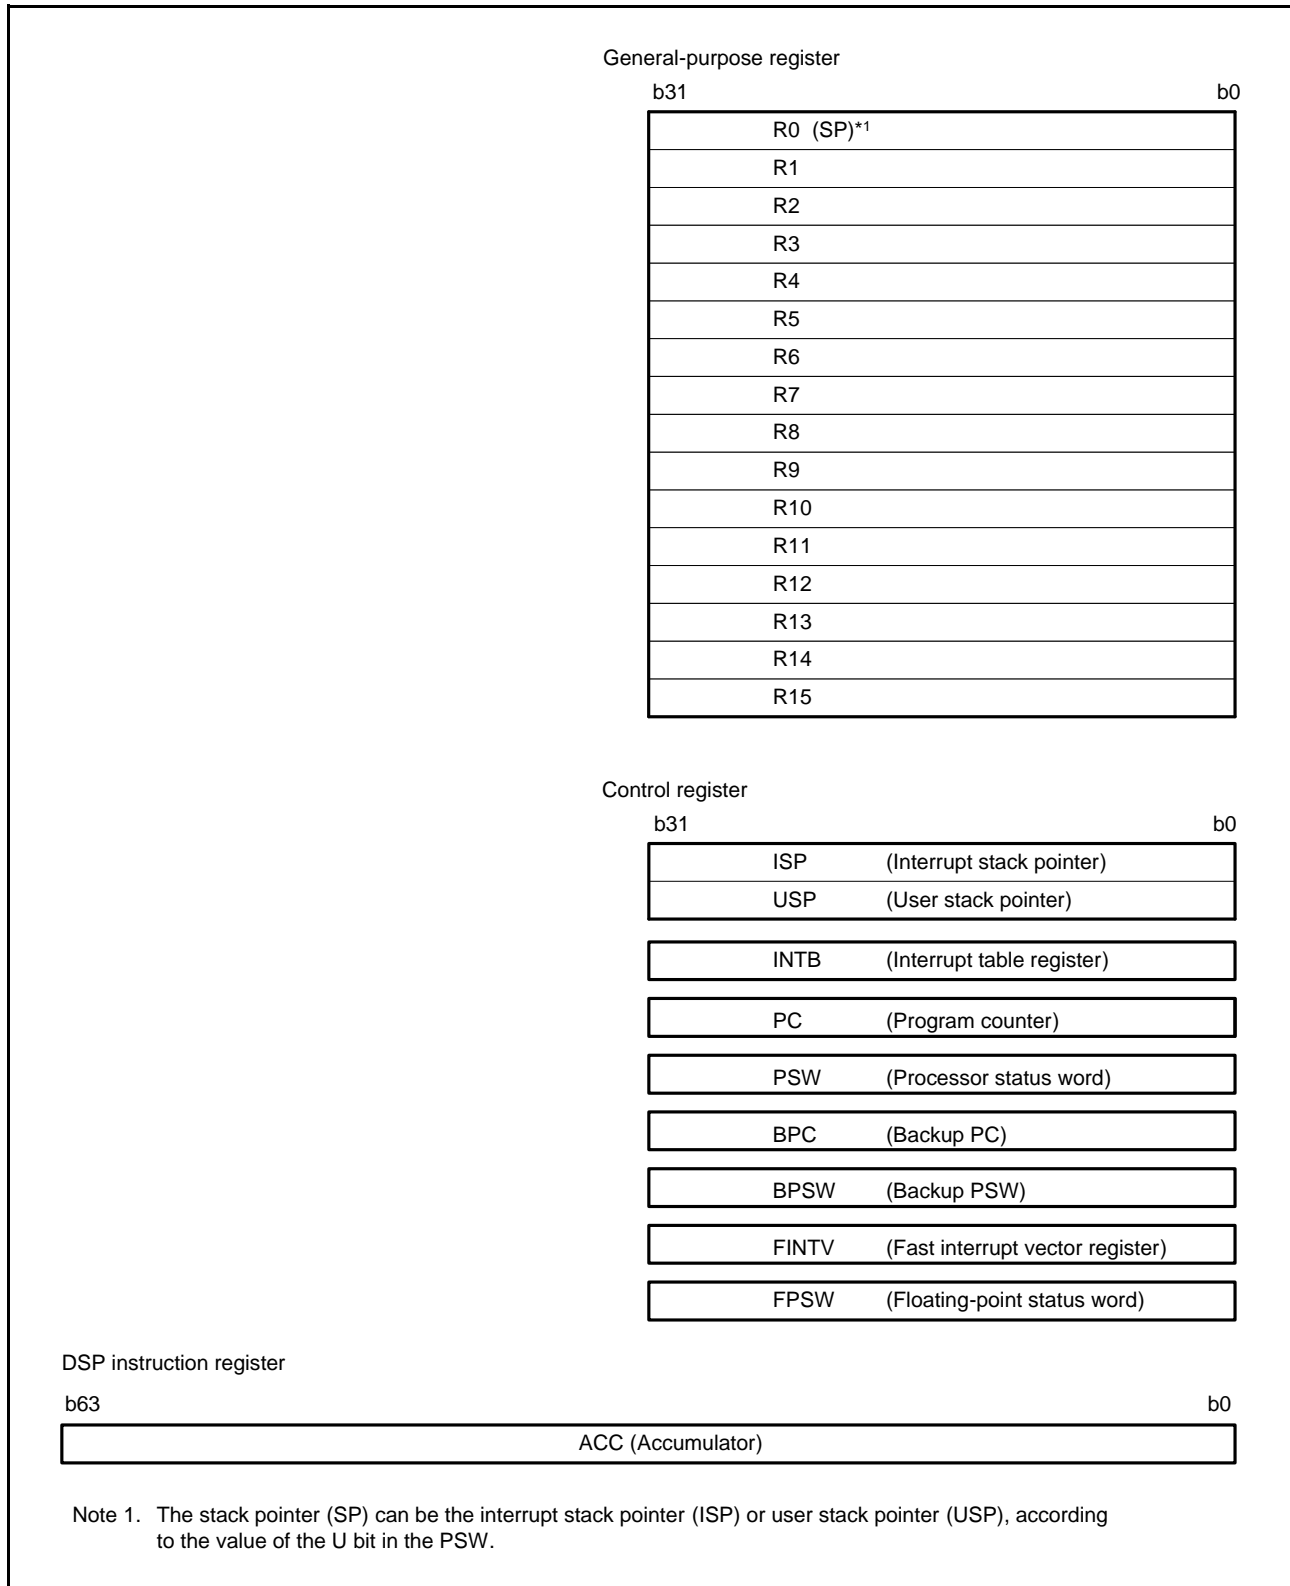 General-purpose register
b31 b0
R0 (SP)*1
R1
R2
R3
R4
R5
R6
R7
R8
R9
R10
R11
R12
R13
R14
R15
Control register
b31 b0
ISP (Interrupt stack pointer)
USP (User stack pointer)
INTB (Interrupt table register)
PC (Program counter)
PSW (Processor status word)
BPC (Backup PC)
BPSW (Backup PSW)
FINTV (Fast interrupt vector register)
FPSW (Floating-point status word)
DSP instruction register
b63 b0
ACC (Accumulator)
Note 1. The stack pointer (SP) can be the interrupt stack pointer (ISP) or user stack pointer (USP), according
to the value of the U bit in the PSW.